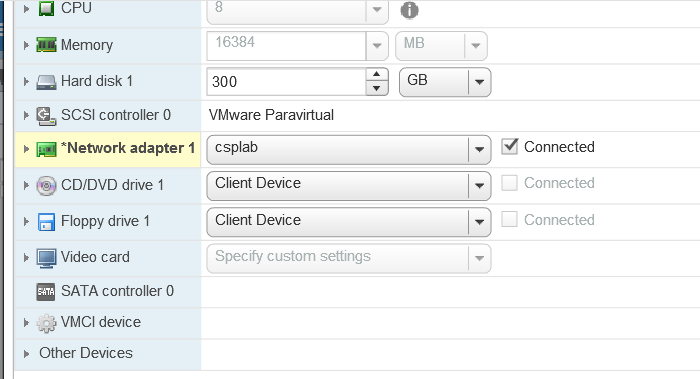 CPU 8
Memory 16384 MB
Hard disk 1 300 GB
SCSI controller 0 VMware Paravirtual
*Network adapter 1 csplab Connected
CD/DVD drive 1 Client Device Connected
Floppy drive 1 Client Device Connected
Video card Specify custom settings
SATA SATA controller 0
VMCI device
Other Devices